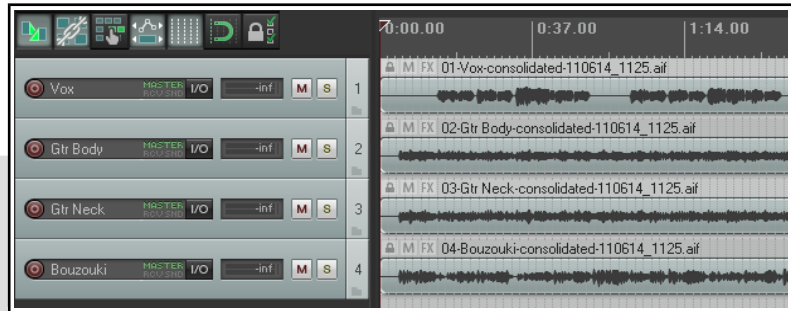 0:00.00 0:37.00 1:14.00
M FX 01-Vox-consolidated-110614_1125.aif
Vox MASTER RCV SND I/O -inf M S 1
M FX 02-Gtr Body-consolidated-110614_1125.aif
Gtr Body MASTER RCV SND I/O -inf M S 2
M FX 03-Gtr Neck-consolidated-110614_1125.aif
Gtr Neck MASTER RCV SND I/O -inf M S 3
M FX 04-Bouzouki-consolidated-110614_1125.aif
Bouzouki MASTER RCV SND I/O -inf M S 4